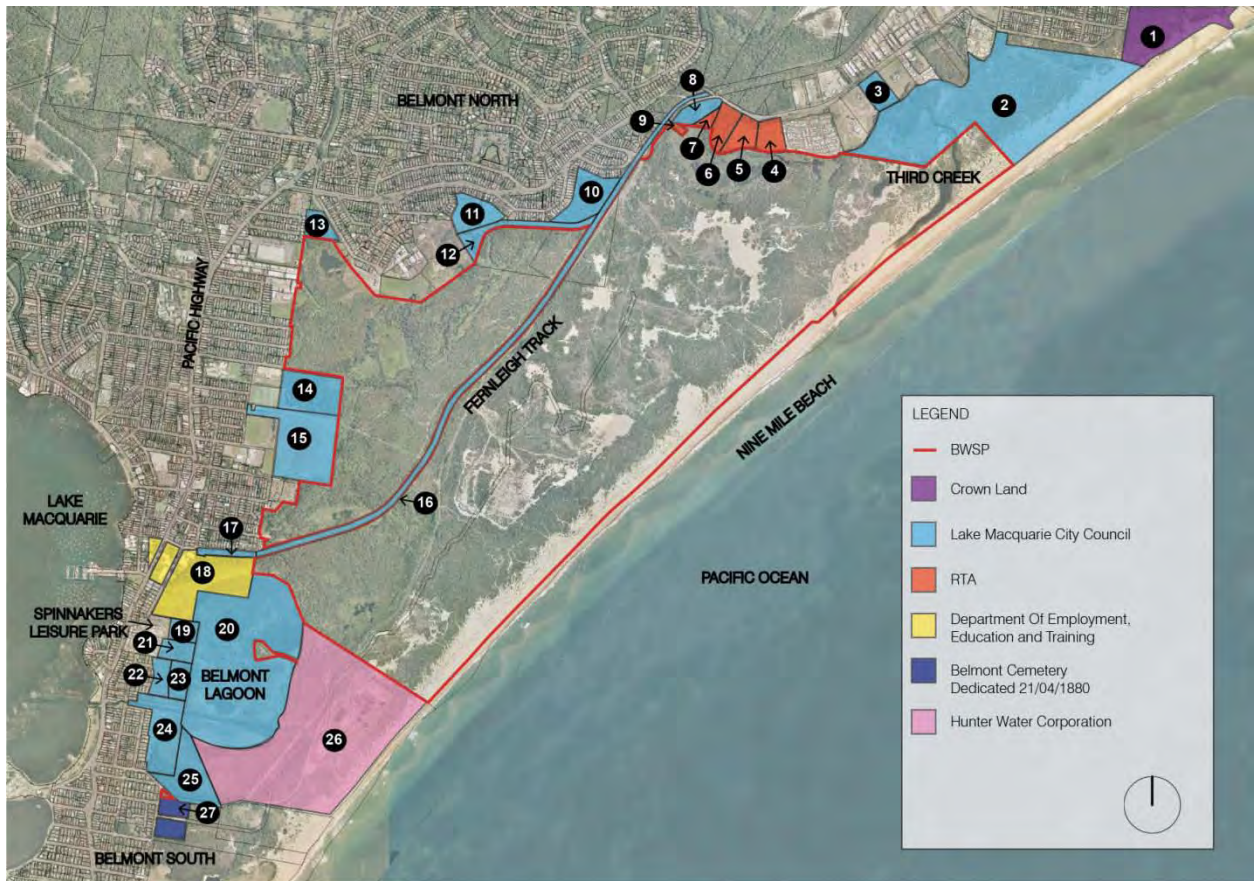 1
2
3
8
BELMONT NORTH
9
7
6
5
4
THIRD CREEK
10
11
12
13
PACIFIC HIGHWAY
FERNLEIGH TRACK
14
15
NINE MILE BEACH
LAKE
MACQUARIE
16
17
18
PACIFIC OCEAN
SPINNAKERS
LEISURE PARK
19
20
21
22
23
BELMONT
LAGOON
24
26
25
27
BELMONT SOUTH
LEGEND
BWSP
Crown Land
Lake Macquarie City Council
RTA
Department Of Employment,
Education and Training
Belmont Cemetery
Dedicated 21/04/1880
Hunter Water Corporation